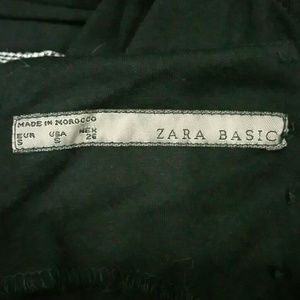 MADE IN MOROCCO
EUR USA MEX
S S 26
ZARA BASIC